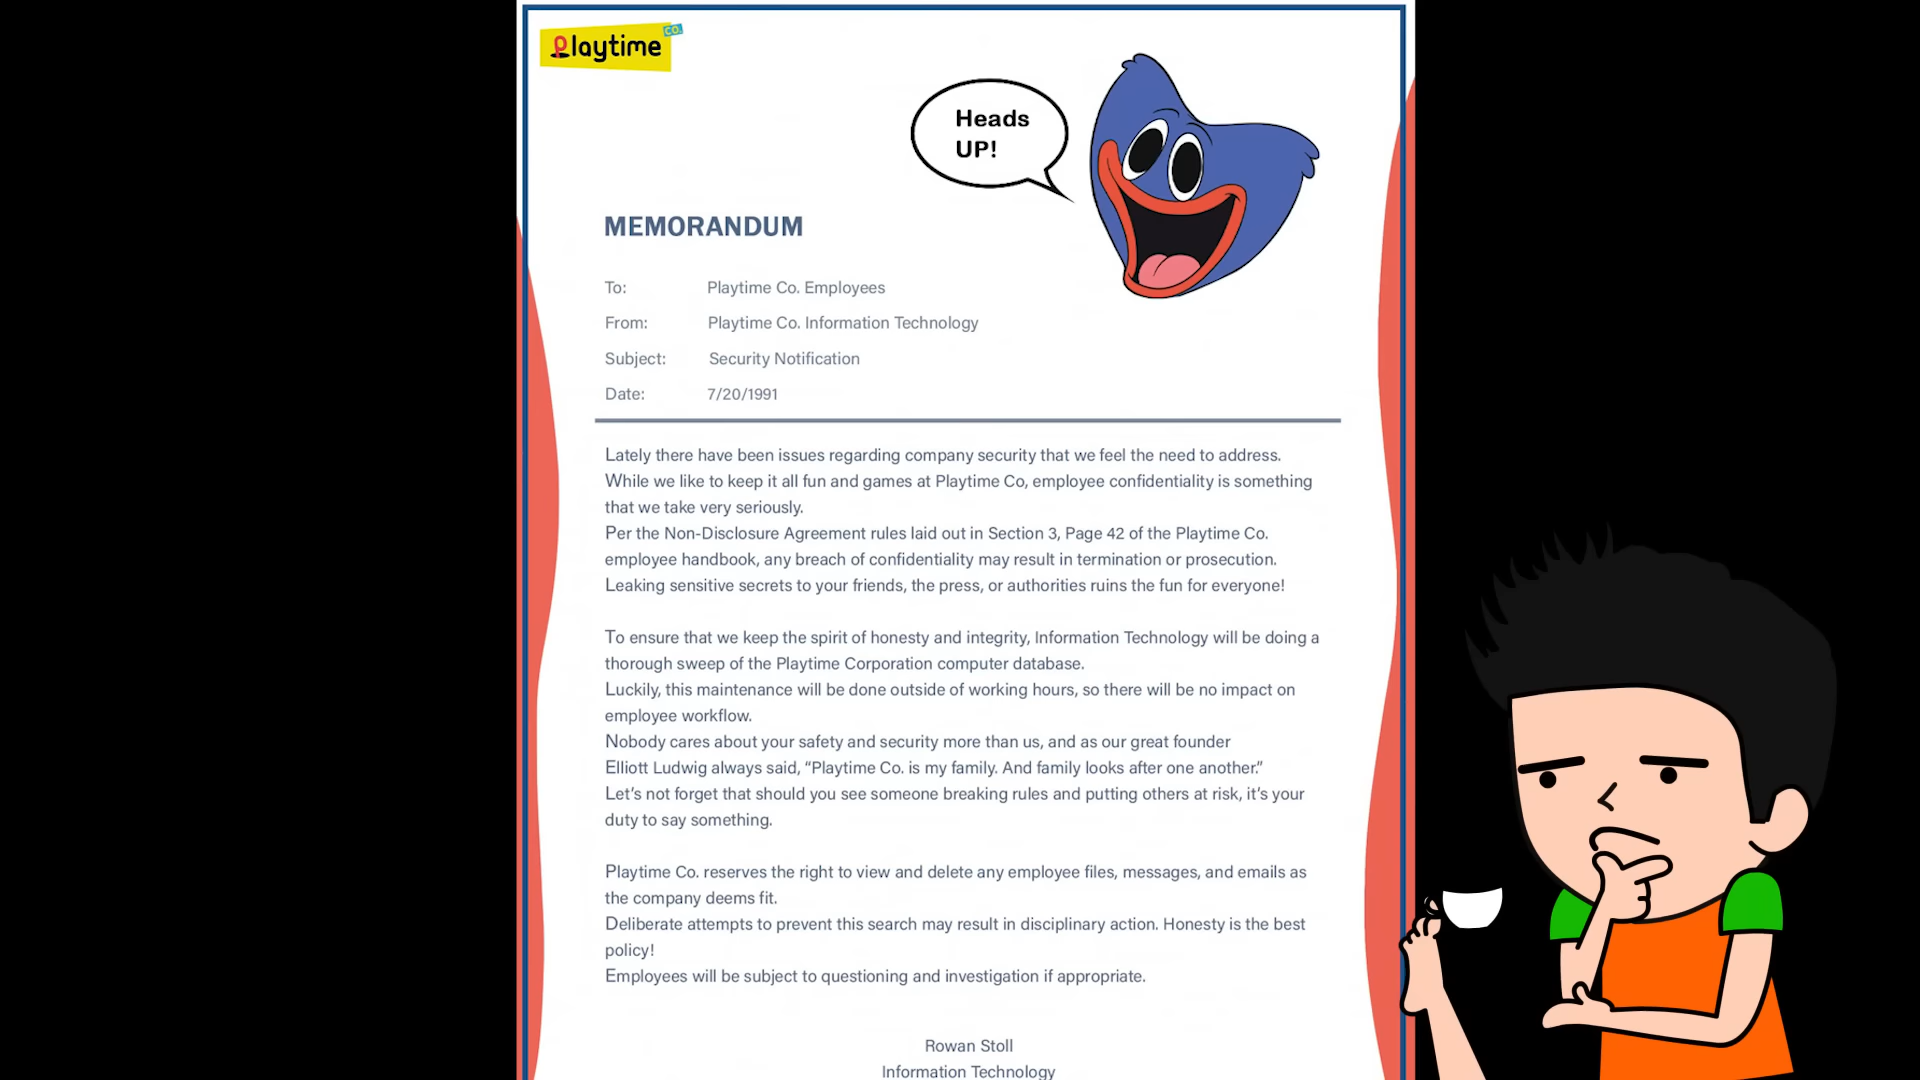 Playtime CO.
Heads
UP!
MEMORANDUM
To: Playtime Co. Employees
From: Playtime Co. Information Technology
Subject: Security Notification
Date: 7/20/1991
Lately there have been issues regarding company security that we feel the need to address.
While we like to keep it all fun and games at Playtime Co, employee confidentiality is something
that we take very seriously.
Per the Non-Disclosure Agreement rules laid out in Section 3, Page 42 of the Playtime Co.
employee handbook, any breach of confidentiality may result in termination or prosecution.
Leaking sensitive secrets to your friends, the press, or authorities ruins the fun for everyone!
To ensure that we keep the spirit of honesty and integrity, Information Technology will be doing a
thorough sweep of the Playtime Corporation computer database.
Luckily, this maintenance will be done outside of working hours, so there will be no impact on
employee workflow.
Nobody cares about your safety and security more than us, and as our great founder
Elliott Ludwig always said, “Playtime Co. is my family. And family looks after one another.”
Let’s not forget that should you see someone breaking rules and putting others at risk, it’s your
duty to say something.
Playtime Co. reserves the right to view and delete any employee files, messages, and emails as
the company deems fit.
Deliberate attempts to prevent this search may result in disciplinary action. Honesty is the best
policy!
Employees will be subject to questioning and investigation if appropriate.
Rowan Stoll
Information Technology